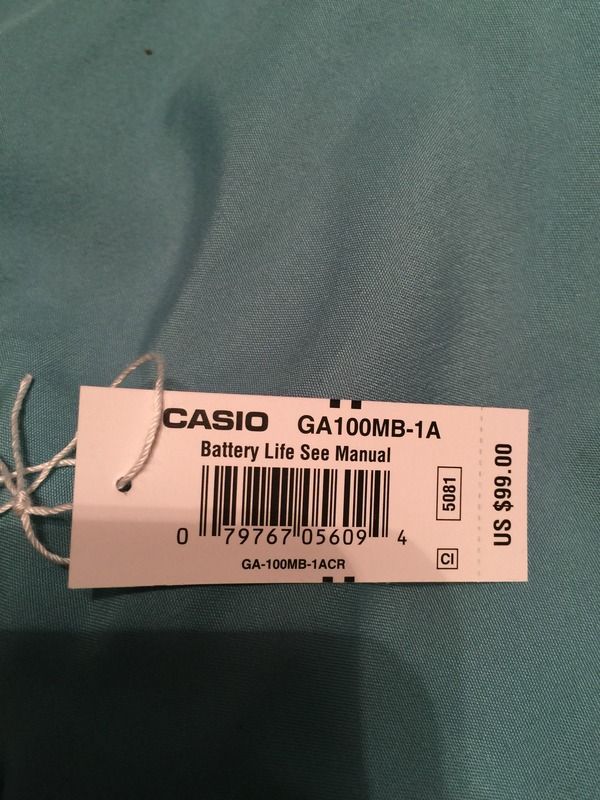 CASIO GA100MB-1A
Battery Life See Manual
0 79767 05609 4
GA-100MB-1ACR
5081
CI
US $99.00